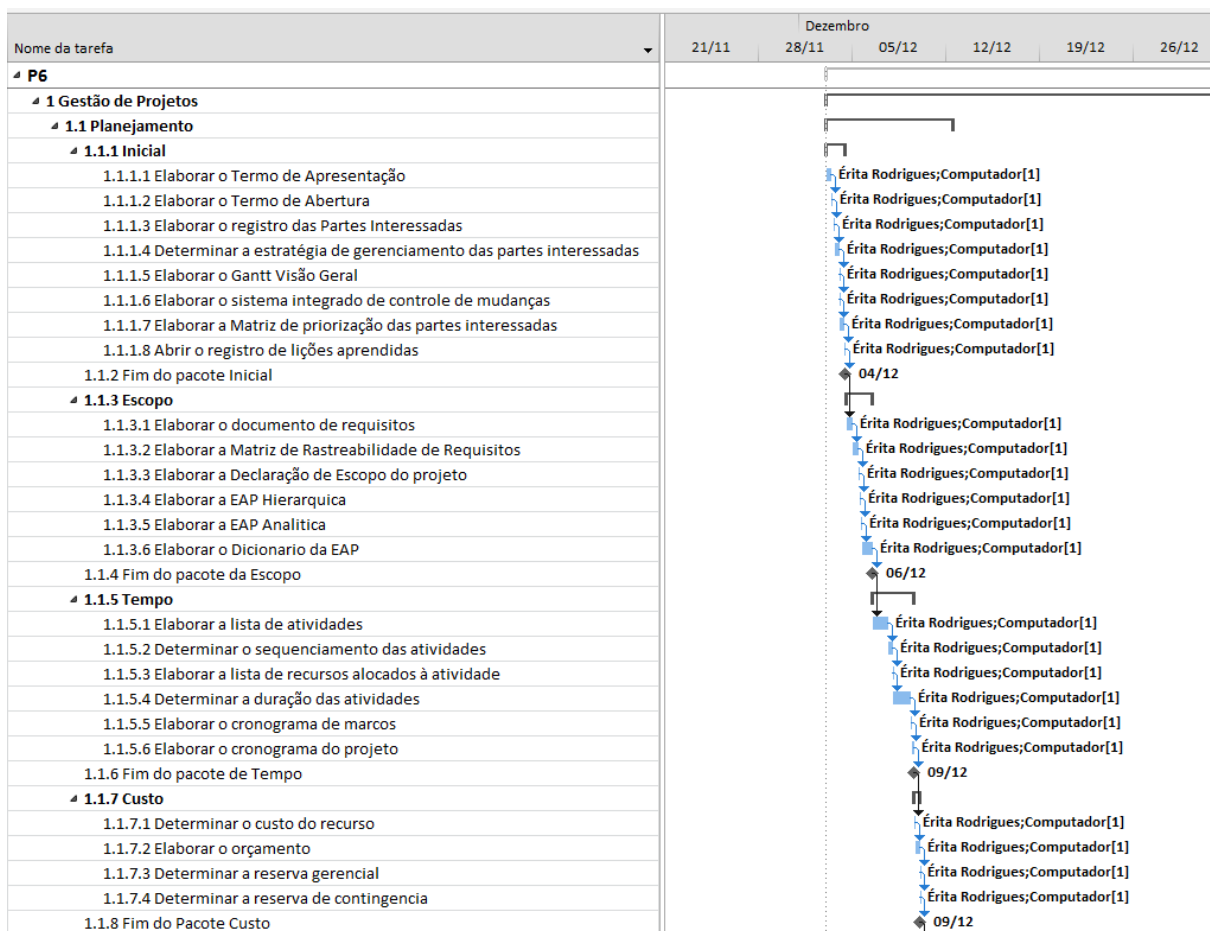 Dezembro
Nome da tarefa 21/11 28/11 05/12 12/12 19/12 26/12
P6
1 Gestão de Projetos
1.1 Planejamento
1.1.1 Inicial
1.1.1.1 Elaborar o Termo de Apresentação Érita Rodrigues;Computador[1]
1.1.1.2 Elaborar o Termo de Abertura Érita Rodrigues;Computador[1]
1.1.1.3 Elaborar o registro das Partes Interessadas Érita Rodrigues;Computador[1]
1.1.1.4 Determinar a estratégia de gerenciamento das partes interessadas Érita Rodrigues;Computador[1]
1.1.1.5 Elaborar o Gantt Visão Geral Érita Rodrigues;Computador[1]
1.1.1.6 Elaborar o sistema integrado de controle de mudanças Érita Rodrigues;Computador[1]
1.1.1.7 Elaborar a Matriz de priorização das partes interessadas Érita Rodrigues;Computador[1]
1.1.1.8 Abrir o registro de lições aprendidas Érita Rodrigues;Computador[1]
1.1.2 Fim do pacote Inicial 04/12
1.1.3 Escopo
1.1.3.1 Elaborar o documento de requisitos Érita Rodrigues;Computador[1]
1.1.3.2 Elaborar a Matriz de Rastreabilidade de Requisitos Érita Rodrigues;Computador[1]
1.1.3.3 Elaborar a Declaração de Escopo do projeto Érita Rodrigues;Computador[1]
1.1.3.4 Elaborar a EAP Hierarquica Érita Rodrigues;Computador[1]
1.1.3.5 Elaborar a EAP Analitica Érita Rodrigues;Computador[1]
1.1.3.6 Elaborar o Dicionario da EAP Érita Rodrigues;Computador[1]
1.1.4 Fim do pacote da Escopo 06/12
1.1.5 Tempo
1.1.5.1 Elaborar a lista de atividades Érita Rodrigues;Computador[1]
1.1.5.2 Determinar o sequenciamento das atividades Érita Rodrigues;Computador[1]
1.1.5.3 Elaborar a lista de recursos alocados à atividade Érita Rodrigues;Computador[1]
1.1.5.4 Determinar a duração das atividades Érita Rodrigues;Computador[1]
1.1.5.5 Elaborar o cronograma de marcos Érita Rodrigues;Computador[1]
1.1.5.6 Elaborar o cronograma do projeto Érita Rodrigues;Computador[1]
1.1.6 Fim do pacote de Tempo 09/12
1.1.7 Custo
1.1.7.1 Determinar o custo do recurso Érita Rodrigues;Computador[1]
1.1.7.2 Elaborar o orçamento Érita Rodrigues;Computador[1]
1.1.7.3 Determinar a reserva gerencial Érita Rodrigues;Computador[1]
1.1.7.4 Determinar a reserva de contingencia Érita Rodrigues;Computador[1]
1.1.8 Fim do Pacote Custo 09/12